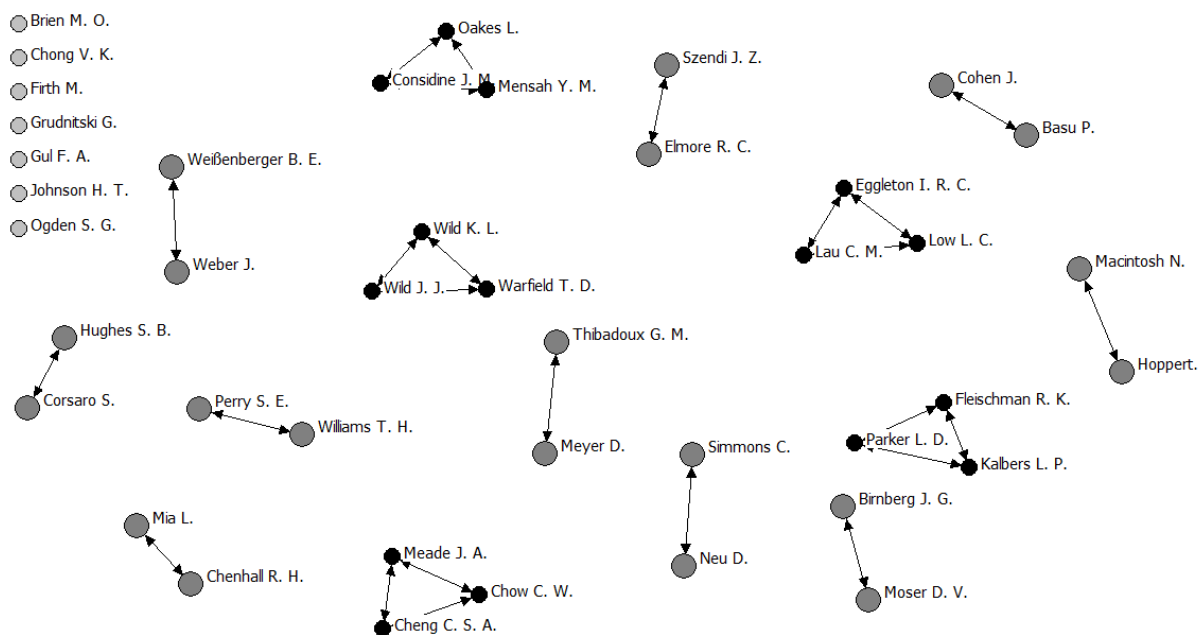 Brien M. O.
Chong V. K.
Firth M.
Grudnitski G.
Gul F. A.
Johnson H. T.
Ogden S. G.
Oakes L.
Considine J. M.
Mensah Y. M.
Szendi J. Z.
Elmore R. C.
Cohen J.
Basu P.
Weißenberger B. E.
Weber J.
Wild K. L.
Wild J. J.
Warfield T. D.
Eggleton I. R. C.
Lau C. M.
Low L. C.
Macintosh N.
Hoppert.
Hughes S. B.
Corsaro S.
Perry S. E.
Williams T. H.
Thibadoux G. M.
Meyer D.
Simmons C.
Neu D.
Fleischman R. K.
Parker L. D.
Kalbers L. P.
Birnberg J. G.
Moser D. V.
Mia L.
Chenhall R. H.
Meade J. A.
Chow C. W.
Cheng C. S. A.